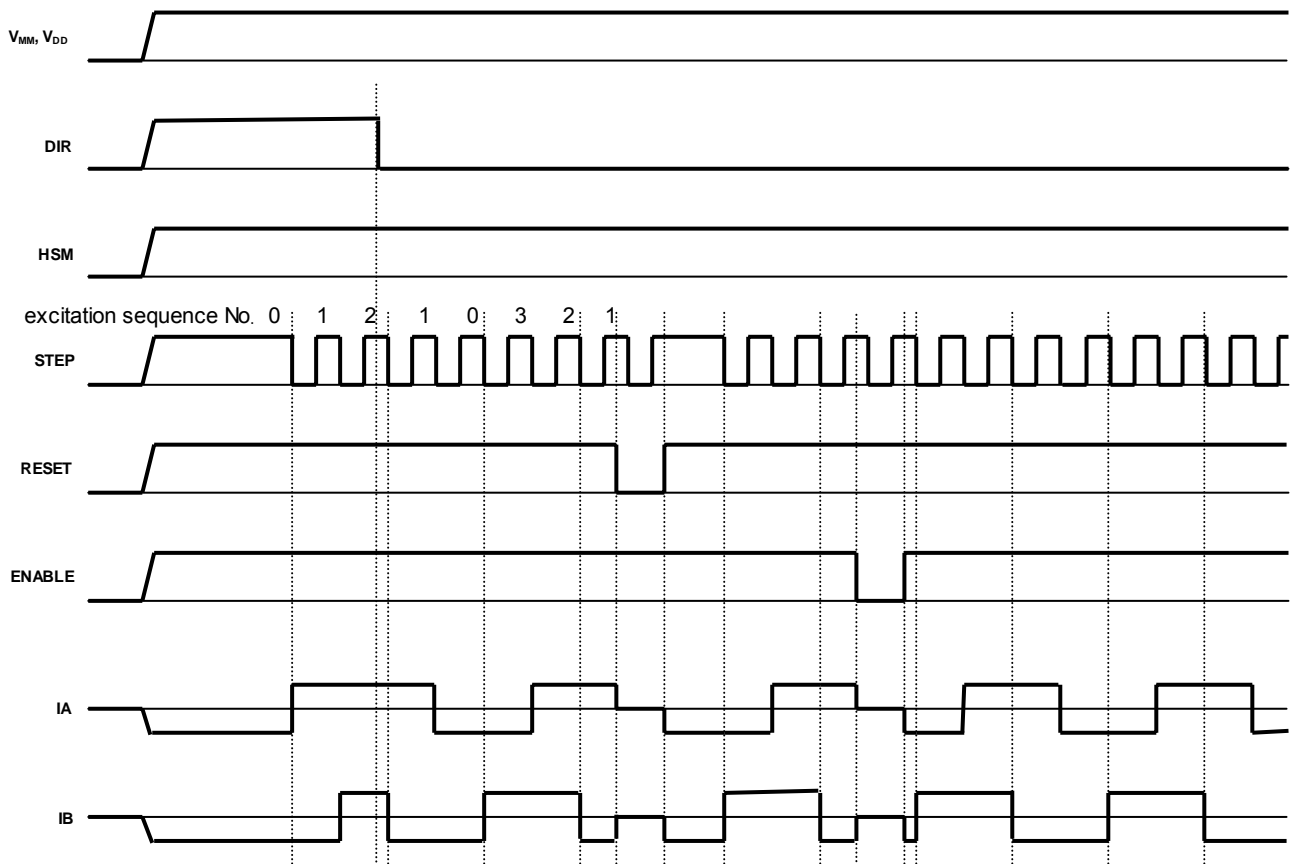 VMM, VDD
DIR
HSM
excitation sequence No. 0 1 2 1 0 3 2 1
STEP
RESET
ENABLE
IA
IB